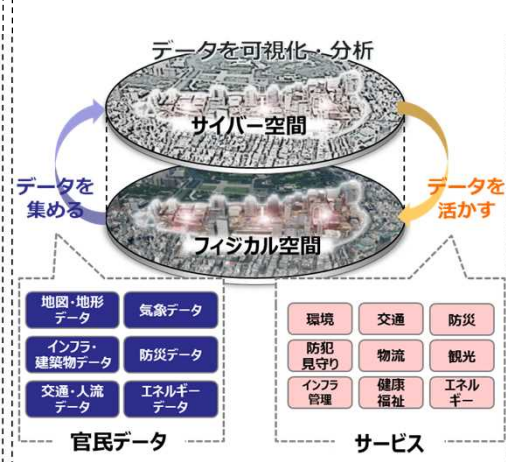 データを可視化・分析
サイバー空間
データを
集める
データを
活かす
フィジカル空間
地図・地形
データ
気象データ
インフラ・
建築物データ
防災データ
交通・人流
データ
エネルギー
データ
官民データ
環境
交通
防災
防犯
見守り
物流
観光
インフラ
管理
健康
福祉
エネル
ギー
サービス